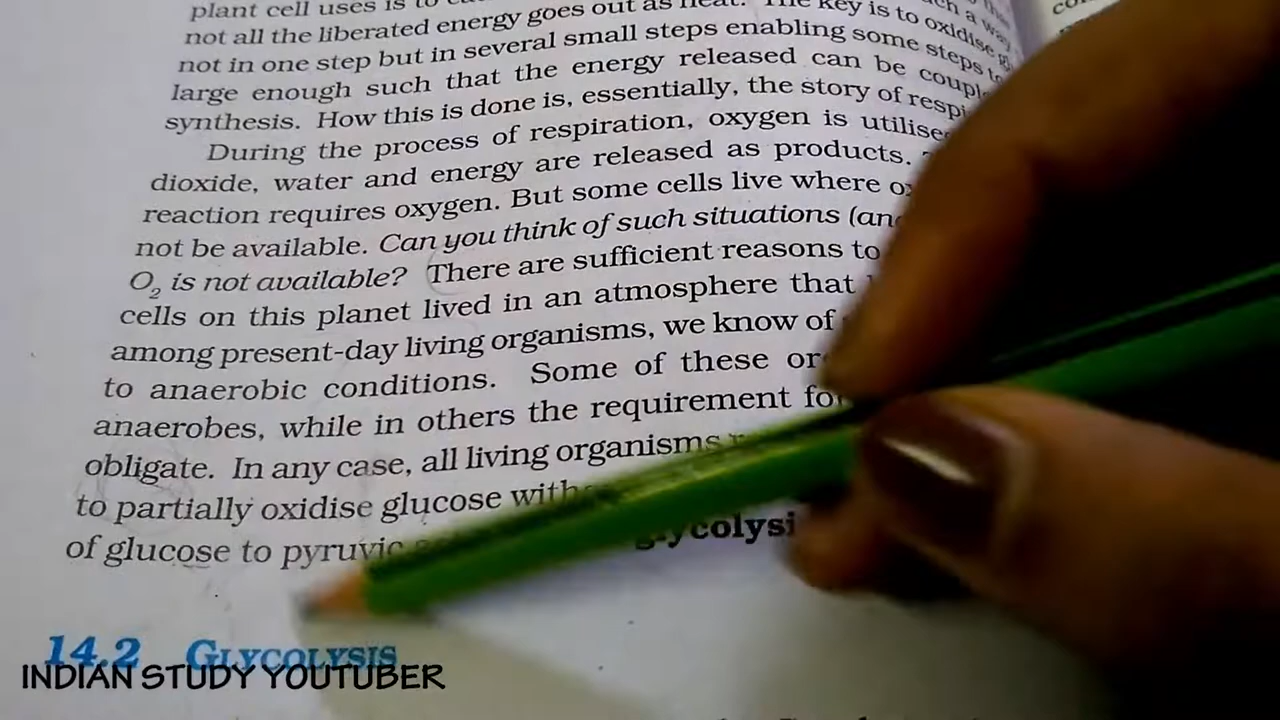 plant cell uses is to
not all the liberated energy goes out as heat. The key is to oxidise
not in one step but in several small steps enabling some steps to
large enough such that the energy released can be coupl
synthesis. How this is done is, essentially, the story of respi
During the process of respiration, oxygen is utilise
dioxide, water and energy are released as products.
reaction requires oxygen. But some cells live where o
not be available. Can you think of such situations (and
O₂ is not available? There are sufficient reasons to
cells on this planet lived in an atmosphere that
among present-day living organisms, we know of
to anaerobic conditions. Some of these or
anaerobes, while in others the requirement for
obligate. In any case, all living organisms
to partially oxidise glucose with
of glucose to pyruvic
glycolysi
14.2 GLYCOLYSIS
INDIAN STUDY YOUTUBER